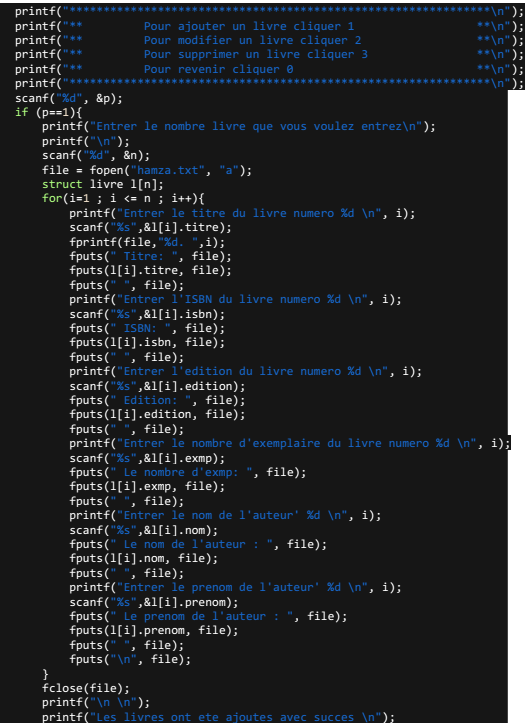 printf("*************************************************************\n");
printf("**         Pour ajouter un livre cliquer 1                  **\n");
printf("**         Pour modifier un livre cliquer 2                 **\n");
printf("**         Pour supprimer un livre cliquer 3                **\n");
printf("**         Pour revenir cliquer 0                           **\n");
printf("*************************************************************\n");
scanf("%d", &p);
if (p==1){
printf("Entrer le nombre livre que vous voulez entrez\n");
printf("\n");
scanf("%d", &n);
file = fopen("hamza.txt", "a");
struct livre l[n];
for(i=1 ; i <= n ; i++){
printf("Entrer le titre du livre numero %d \n", i);
scanf("%s",&l[i].titre);
fprintf(file,"%d. ",i);
fputs(" Titre: ", file);
fputs(l[i].titre, file);
fputs(" ", file);
printf("Entrer l'ISBN du livre numero %d \n", i);
scanf("%s",&l[i].isbn);
fputs(" ISBN: ", file);
fputs(l[i].isbn, file);
fputs(" ", file);
printf("Entrer l'edition du livre numero %d \n", i);
scanf("%s",&l[i].edition);
fputs(" Edition: ", file);
fputs(l[i].edition, file);
fputs(" ", file);
printf("Entrer le nombre d'exemplaire du livre numero %d \n", i);
scanf("%s",&l[i].exmp);
fputs(" Le nombre d'exmp: ", file);
fputs(l[i].exmp, file);
fputs(" ", file);
printf("Entrer le nom de l'auteur' %d \n", i);
scanf("%s",&l[i].nom);
fputs(" Le nom de l'auteur : ", file);
fputs(l[i].nom, file);
fputs(" ", file);
printf("Entrer le prenom de l'auteur' %d \n", i);
scanf("%s",&l[i].prenom);
fputs(" Le prenom de l'auteur : ", file);
fputs(l[i].prenom, file);
fputs(" ", file);
fputs("\n", file);
}
fclose(file);
printf("\n \n");
printf("Les livres ont ete ajoutes avec succes \n");